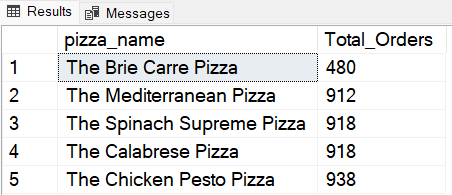 Results Messages
pizza_name Total_Orders
1 The Brie Carre Pizza 480
2 The Mediterranean Pizza 912
3 The Spinach Supreme Pizza 918
4 The Calabrese Pizza 918
5 The Chicken Pesto Pizza 938